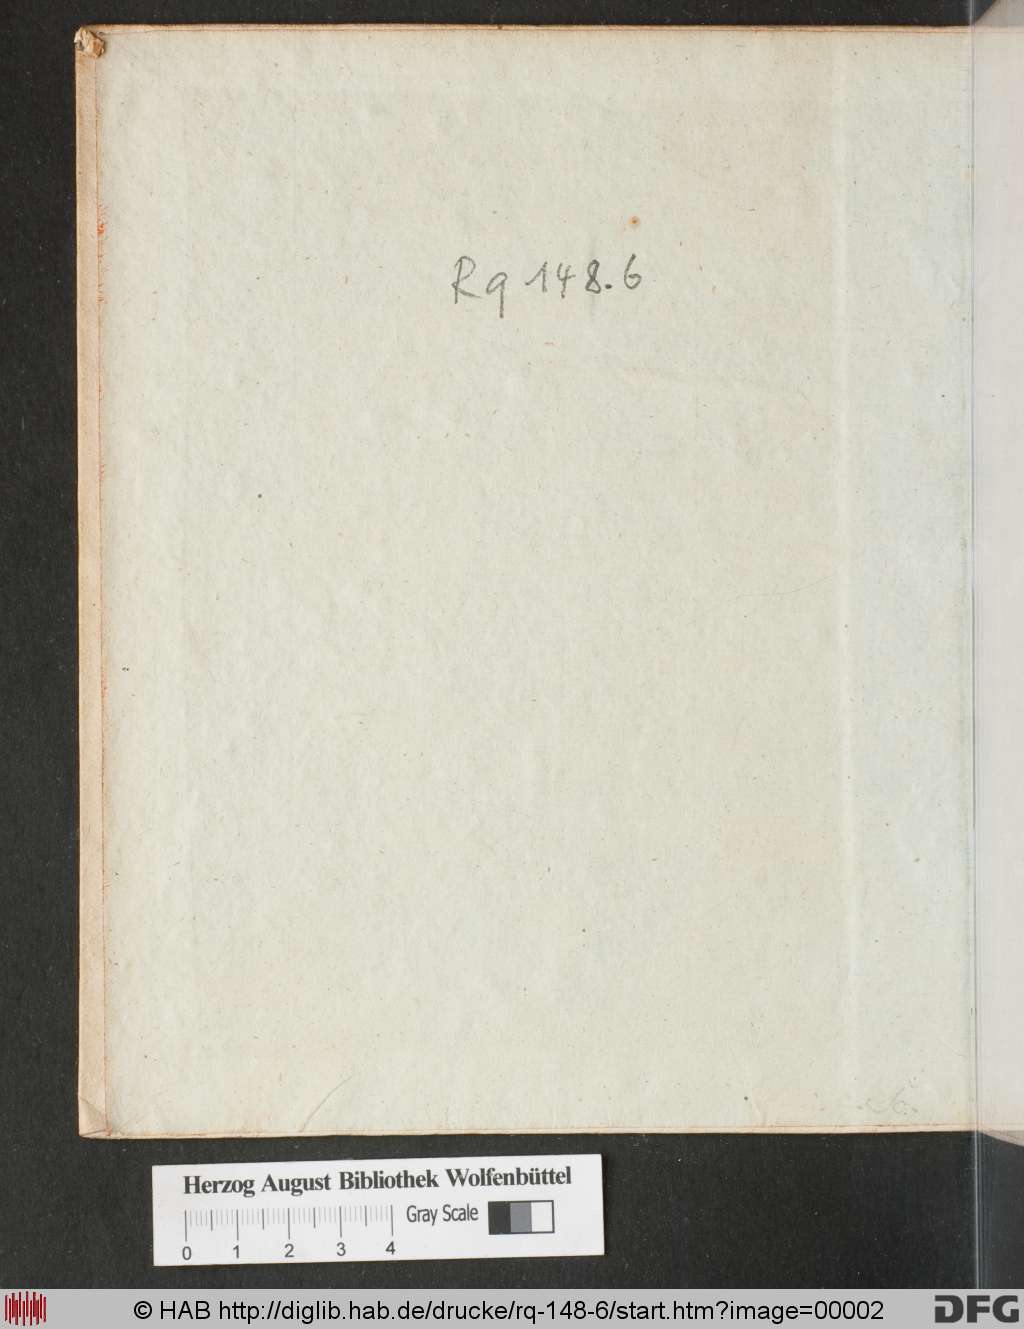 Rq 148.6
Herzog August Bibliothek Wolfenbüttel
Gray Scale
0 1 2 3 4
© HAB http://diglib.hab.de/drucke/rq-148-6/start.htm?image=00002
DFG